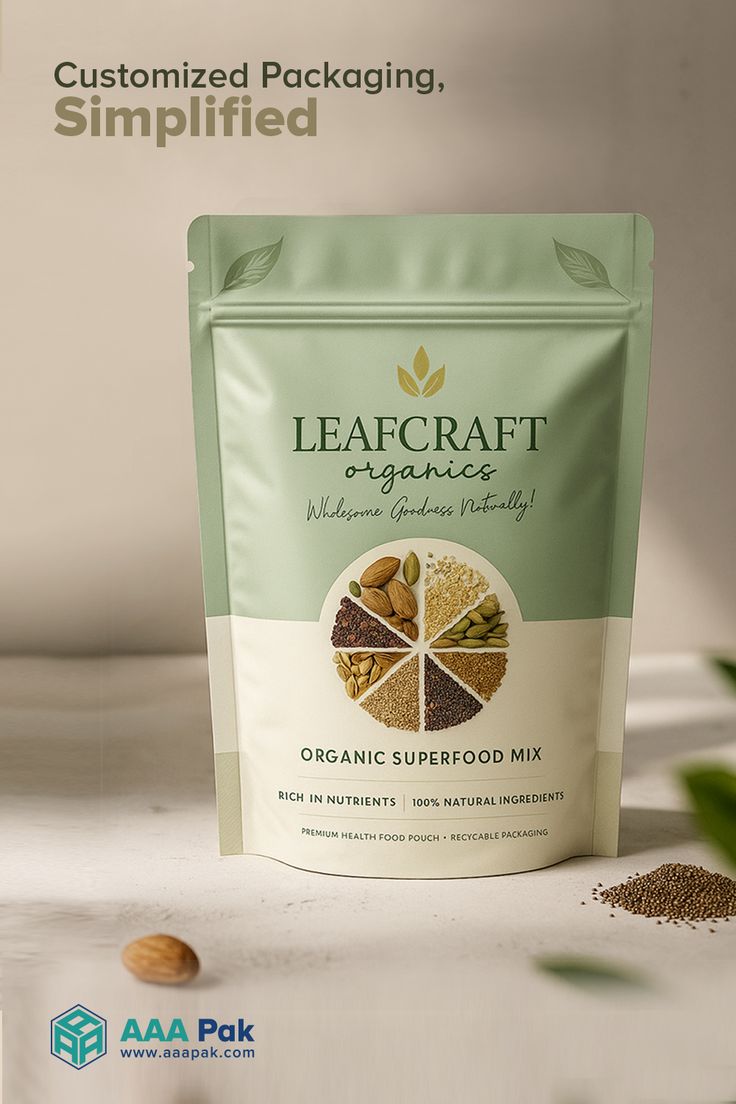 Customized Packaging,
Simplified
LEAFCRAFT
organics
Wholesome Goodness Naturally!
ORGANIC SUPERFOOD MIX
RICH IN NUTRIENTS | 100% NATURAL INGREDIENTS
PREMIUM HEALTH FOOD POUCH • RECYCABLE PACKAGING
AAA Pak
www.aaapak.com